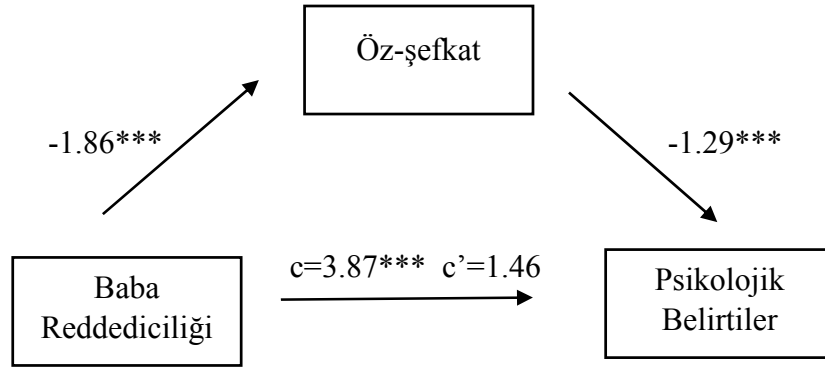 Öz-şefkat
-1.86***
-1.29***
c=3.87*** c’=1.46
Baba
Reddediciliği
Psikolojik
Belirtiler